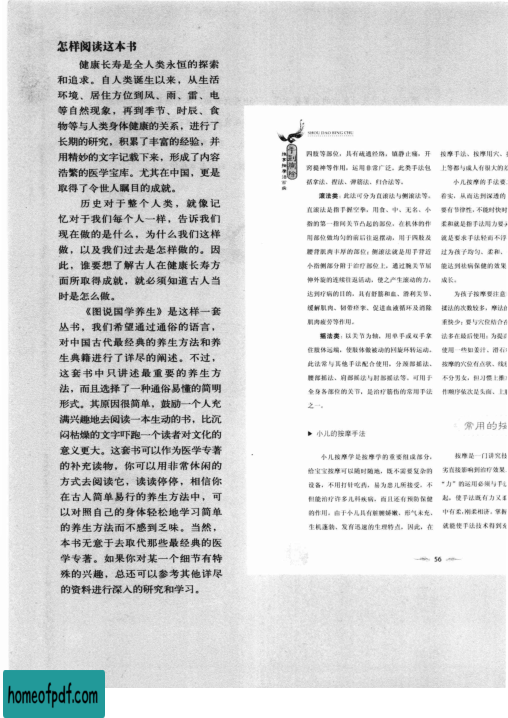 怎样阅读这本书
健康长寿是全人类永恒的探索
和追求。自人类诞生以来，从生活
环境、居住方位到风、雨、雷、电
等自然现象，再到季节、时辰、食
物等与人类身体健康的关系，进行了
长期的研究，积累了丰富的经验，并
用精妙的文字记载下来，形成了内容
浩繁的医学宝库。尤其在中国，更是
取得了令世人瞩目的成就。
历史对于整个人类，就像记
忆对于我们每个人一样，告诉我们
现在做的是什么，为什么我们这样
做，以及我们过去是怎样做的。因
此，谁要想了解古人在健康长寿方
面所取得成就，就必须知道古人当
时是怎么做。
《图说国学养生》是这样一套
丛书，我们希望通过通俗的语言，
对中国古代最经典的养生方法和养
生典籍进行了详尽的阐述。不过，
这套书中只讲述最重要的养生方
法，而且选择了一种通俗易懂的简明
形式。其原因很简单，鼓励一个人充
满兴趣地去阅读一本生动的书，比沉
闷枯燥的文字吓跑一个读者对文化的
意义更大。这套书可以作为医学专著
的补充读物，你可以用非常休闲的
方式去阅读它，读读停停，相信你
在古人简单易行的养生方法中，可
以对照自己的身体轻松地学习简单
的养生方法而不感到乏味。当然，
本书无意于去取代那些最经典的医
学专著。如果你对某一个细节有特
殊的兴趣，总还可以参考其他详尽
的资料进行深入的研究和学习。
SHOU DAO BING CHU
手到病除
四肢等部位，具有疏通经络，镇静止痛，开
窍提神等作用，运用非常广泛，此类手法包
括拿法、捏法、弹筋法、扫合法等。
滚法类：此法可分为直滚法与侧滚法等。
直滚法是指手握空拳，用食、中、无名、小
指的第一指间关节凸起的部位，在机体的作
用部位做均匀的前后往返摆动，用于四肢及
腰背肌肉丰厚的部位；侧滚法就是用手背近
小指侧部分附于治疗部位上，通过腕关节屈
伸外旋的连续往返活动，使之产生滚动的力，
达到疗病的目的，具有舒筋和血、滑利关节、
缓解肌肉、韧带痉挛、促进血液循环及消除
肌肉疲劳等作用。
摇法类：以关节为轴，用单手或双手拿
住肢体远端，使肢体做被动的回旋环转运动，
此法常与其他手法配合使用，分颈部摇法、
腰部摇法、肩部摇法与肘部摇法等，可用于
全身各部位的关节，是治疗筋伤的常用手法
之一。
▶ 小儿的按摩手法
小儿按摩学是按摩学的重要组成部分，
给宝宝按摩可以随时随地，既不需要复杂的
设备，不用打针吃药，易为患儿所接受，不
但能治疗许多儿科疾病，而且还有预防保健
的作用。由于小儿具有脏腑娇嫩，形气未充，
生机蓬勃，发育迅速的生理特点，因此，在
56
按摩手法、按摩用穴、
上等都与成人有很大的
小儿按摩的手法要
着实，从而达到深透的
要有节律性，不能时快时
柔和就是指手法用力要
就是要求手法轻而不浮
过为孩子均匀、柔和、
能达到祛病保健的效果
成长。
为孩子按摩要注意
揉法的次数较多，摩法
重快少；要与穴位结合在
法多在最后使用；为提高
使用一些如姜汁、滑石
按摩的穴位有点状、线
不分男女，但习惯上推
作顺序依次是头面、上
常用的按
按摩是一门讲究技
劣直接影响到治疗效果
“力”的运用必须与手
起，使手法既有力又柔
中有柔，刚柔相济，掌握
就能使手法技术得到
homeofpdf.com